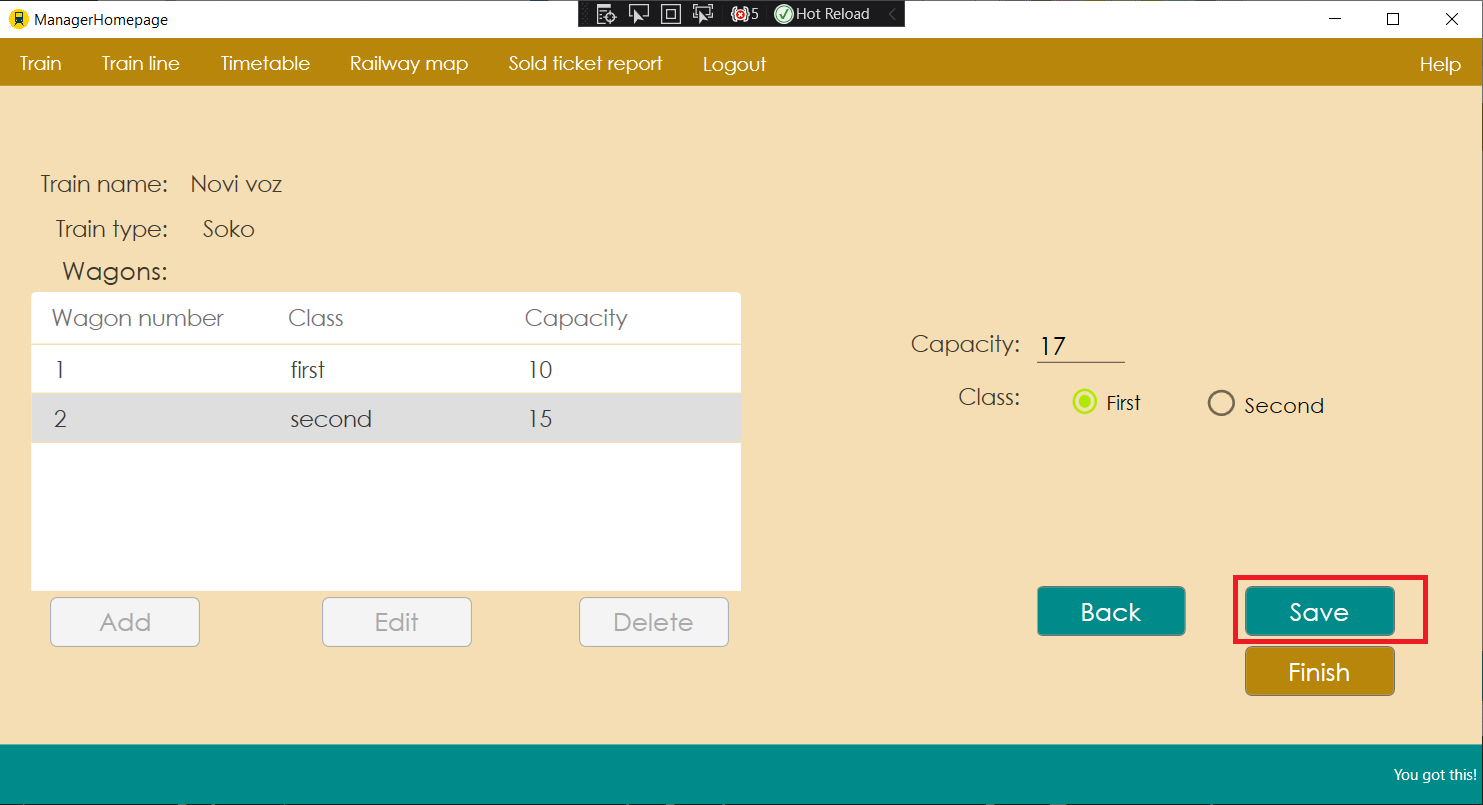 ManagerHomepage
5 Hot Reload
Train Train line Timetable Railway map Sold ticket report Logout Help
Train name: Novi voz
Train type: Soko
Wagons:
Wagon number Class Capacity
1 first 10
2 second 15
Capacity: 17
Class: First Second
Add Edit Delete
Back Save
Finish
You got this!